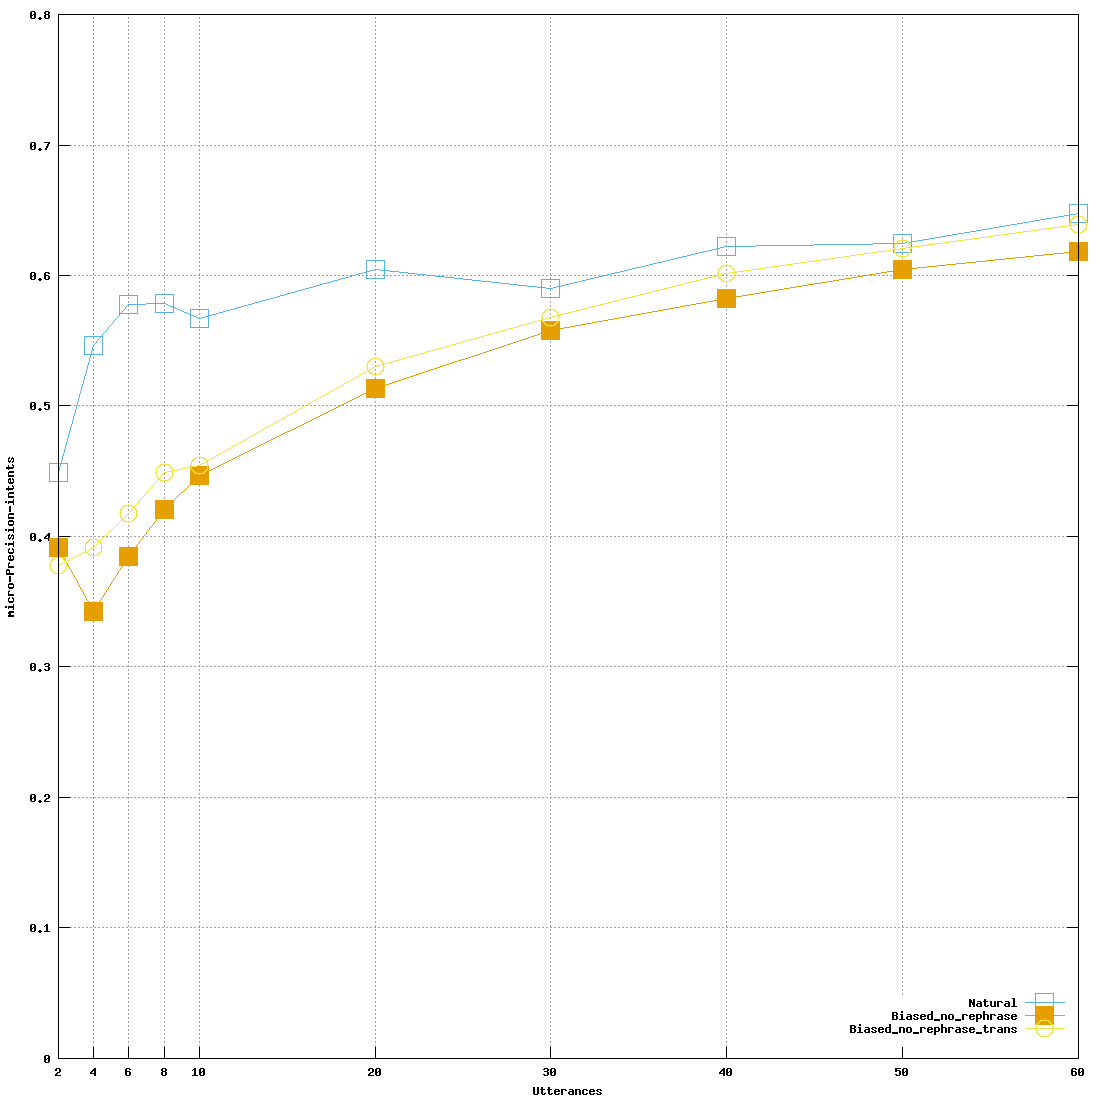 0.8
0.7
0.6
0.5
0.4
0.3
0.2
0.1
0
micro-Precision-intents
Natural
Biased_no_rephrase
Biased_no_rephrase_trans
2 4 6 8 10 20 30 40 50 60
Utterances